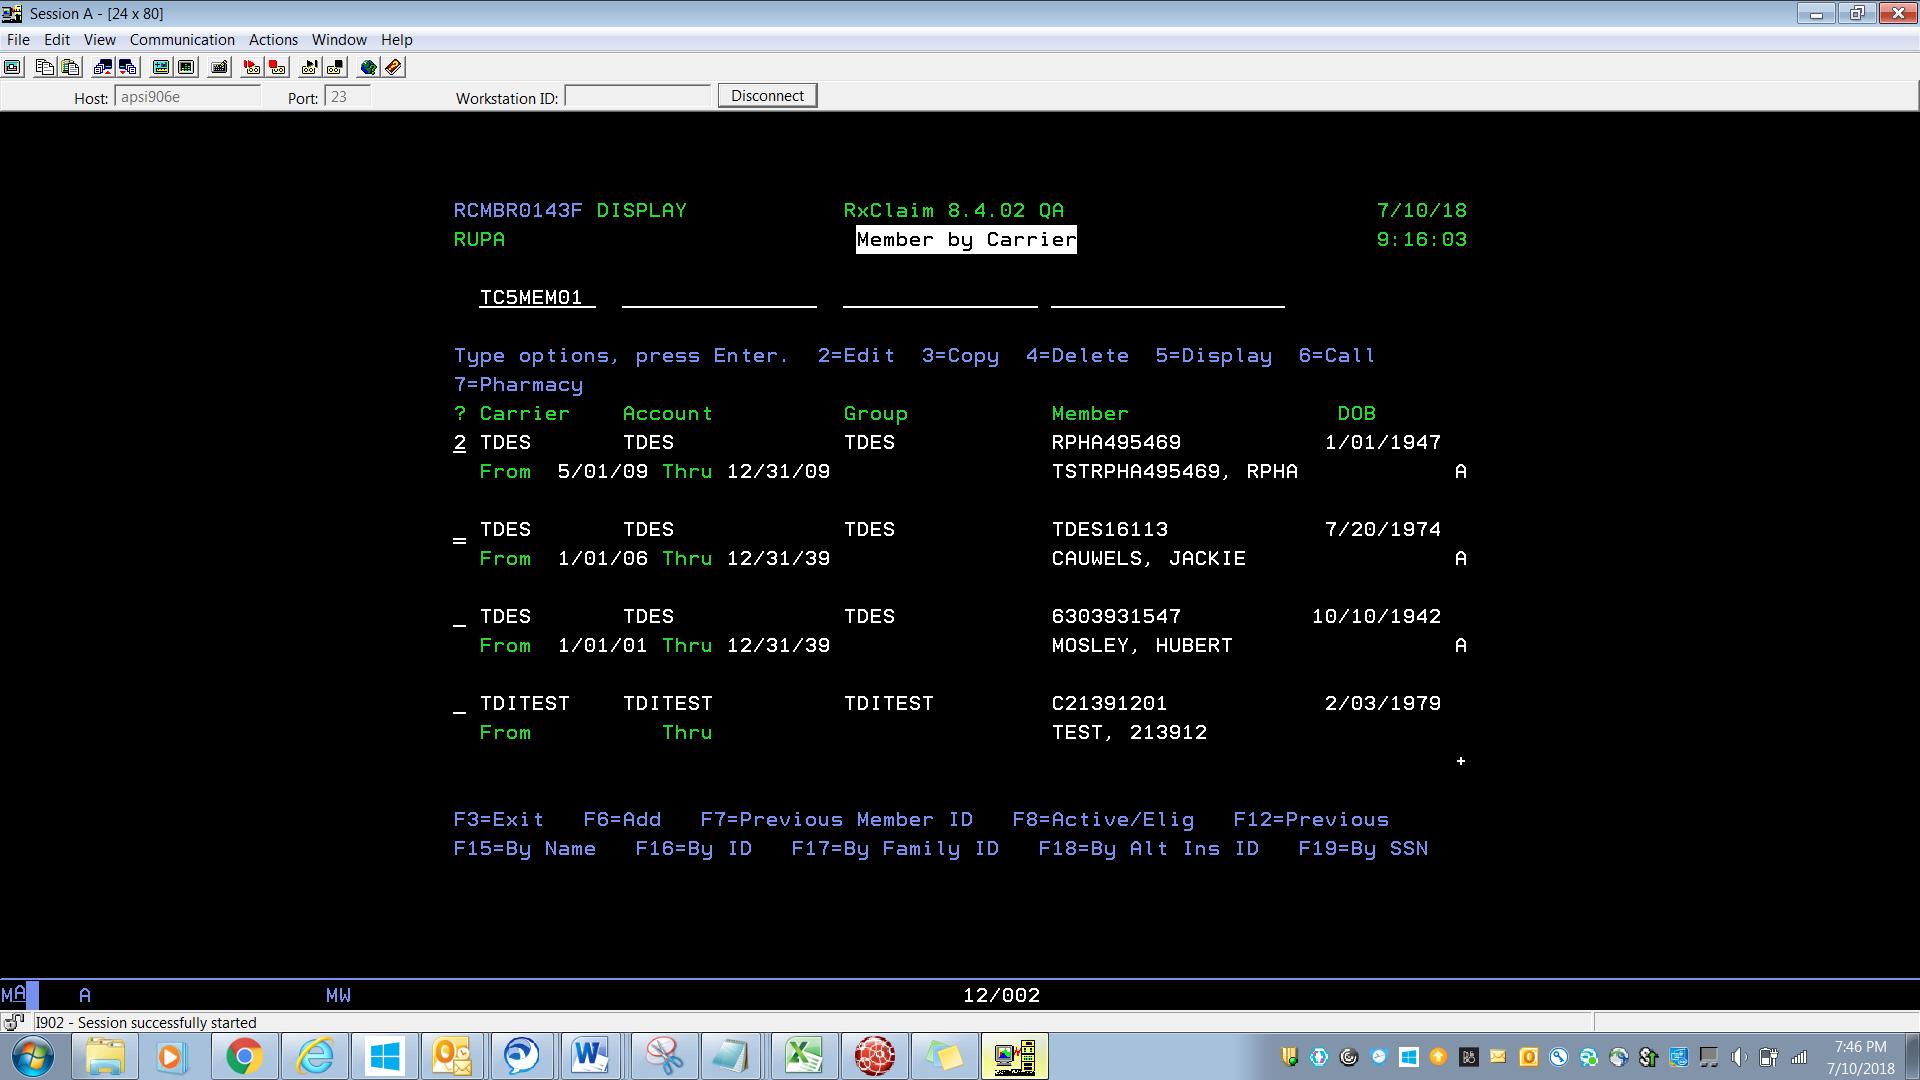 Session A - [24 x 80]
File Edit View Communication Actions Window Help
Host: apsi906e Port: 23 Workstation ID: Disconnect
RCMBR0143F DISPLAY RxClaim 8.4.02 QA 7/10/18
RUPA Member by Carrier 9:16:03
TC5MEM01
Type options, press Enter. 2=Edit 3=Copy 4=Delete 5=Display 6=Call
7=Pharmacy
? Carrier Account Group Member DOB
2 TDES TDES TDES RPHA495469 1/01/1947
From 5/01/09 Thru 12/31/09 TSTRPHA495469, RPHA A
TDES TDES TDES TDES16113 7/20/1974
From 1/01/06 Thru 12/31/39 CAUWELS, JACKIE A
TDES TDES TDES 6303931547 10/10/1942
From 1/01/01 Thru 12/31/39 MOSLEY, HUBERT A
TDITEST TDITEST TDITEST C21391201 2/03/1979
From Thru TEST, 213912
+
F3=Exit F6=Add F7=Previous Member ID F8=Active/Elig F12=Previous
F15=By Name F16=By ID F17=By Family ID F18=By Alt Ins ID F19=By SSN
MA A MW 12/002
I902 - Session successfully started
7:46 PM
7/10/2018